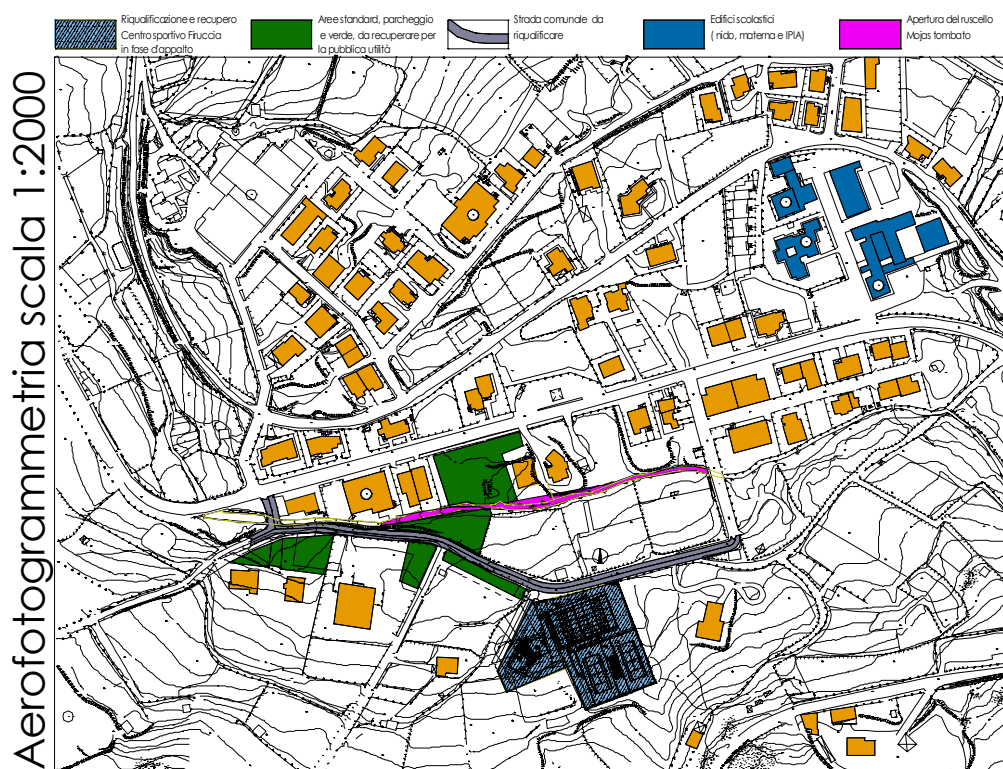 Riqualificazione e recupero
Centro sportivo Firuccia
in fase d'appalto
Aree standard, parcheggio
e verde, da recuperare per
la pubblica utilità
Strada comunale da
riqualificare
Edifici scolastici
( nido, materna e IPIA)
Apertura del ruscello
Mojas tombato
Aerofotogrammetria scala 1:2000